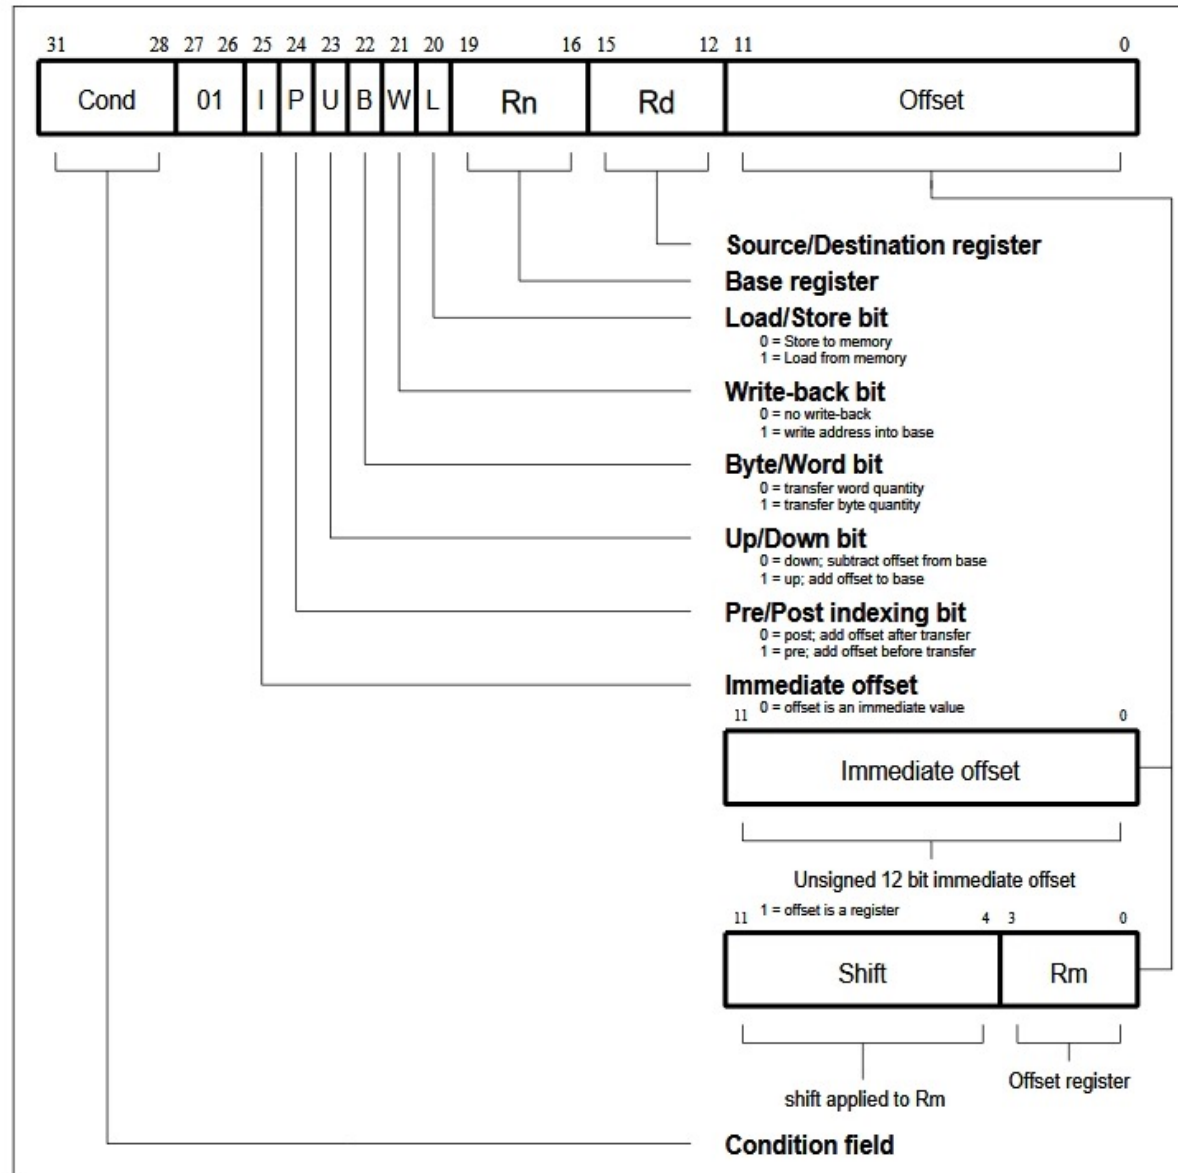 31 28 27 26 25 24 23 22 21 20 19 16 15 12 11 0
Cond 01 I P U B W L Rn Rd Offset
Source/Destination register
Base register
Load/Store bit
0 = Store to memory
1 = Load from memory
Write-back bit
0 = no write-back
1 = write address into base
Byte/Word bit
0 = transfer word quantity
1 = transfer byte quantity
Up/Down bit
0 = down; subtract offset from base
1 = up; add offset to base
Pre/Post indexing bit
0 = post; add offset after transfer
1 = pre; add offset before transfer
Immediate offset
0 = offset is an immediate value
11 0
Immediate offset
Unsigned 12 bit immediate offset
1 = offset is a register
11 4 3 0
Shift Rm
Offset register
shift applied to Rm
Condition field